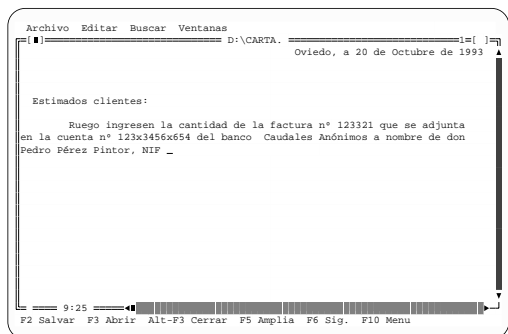 Archivo Editar Buscar Ventanas
D:\CARTA. 1
Oviedo, a 20 de Octubre de 1993
Estimados clientes:
Ruego ingresen la cantidad de la factura nº 123321 que se adjunta
en la cuenta nº 123x3456x654 del banco Caudales Anónimos a nombre de don
Pedro Pérez Pintor, NIF _
9:25
F2 Salvar F3 Abrir Alt-F3 Cerrar F5 Amplia F6 Sig. F10 Menu